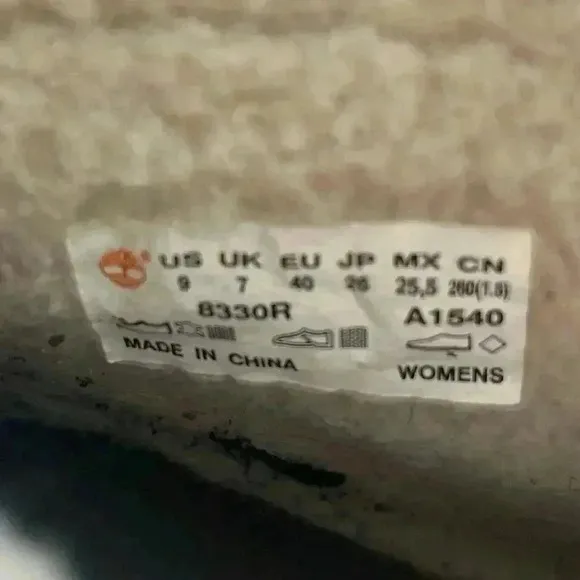 US UK EU JP MX CN
9 7 40 26 25,5 260(1.5)
8330R A1540
MADE IN CHINA
WOMENS